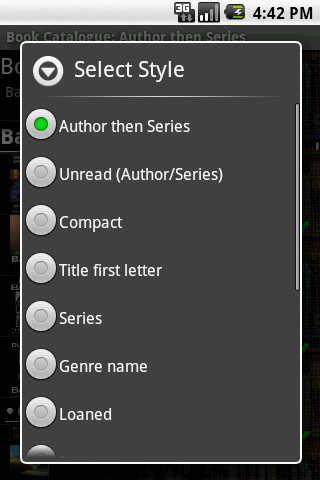 3G
4:42 PM
Book Catalogue: Author then Series
Select Style
Author then Series
Unread (Author/Series)
Compact
Title first letter
Series
Genre name
Loaned